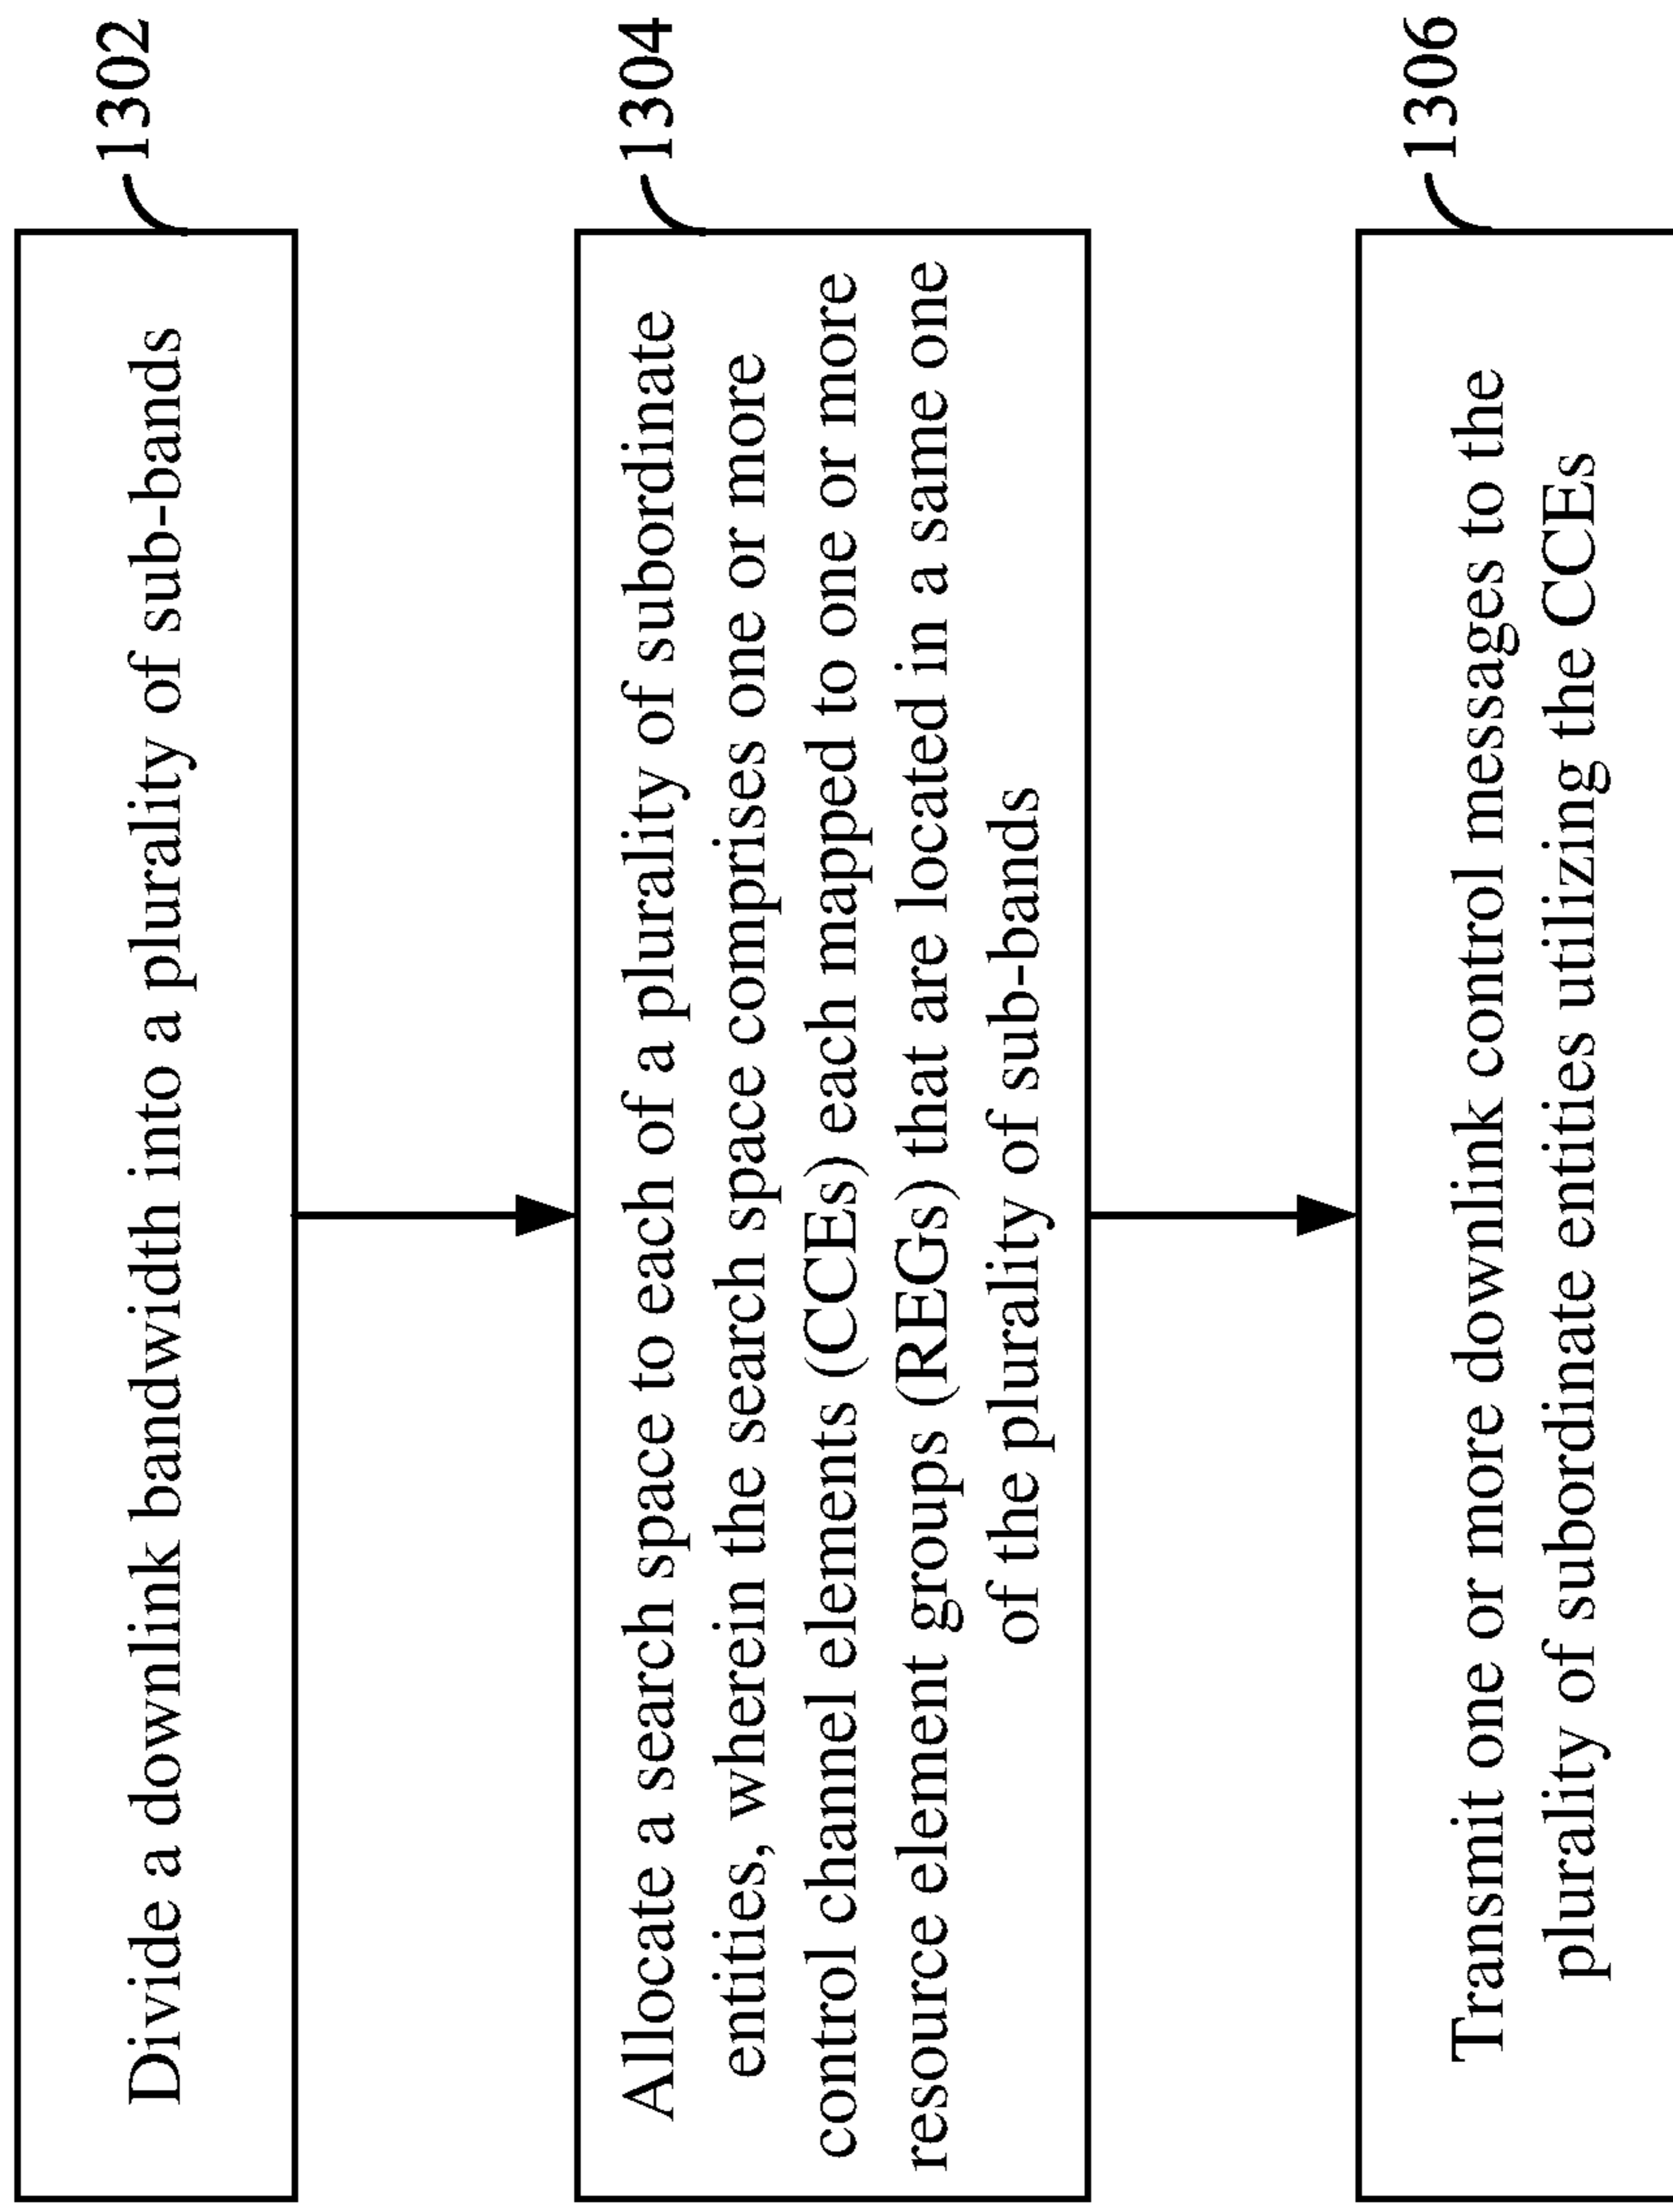 1302
Divide a downlink bandwidth into a plurality of sub-bands
1304
Allocate a search space to each of a plurality of subordinate
entities, wherein the search space comprises one or more
control channel elements (CCEs) each mapped to one or more
resource element groups (REGs) that are located in a same one
of the plurality of sub-bands
1306
Transmit one or more downlink control messages to the
plurality of subordinate entities utilizing the CCEs